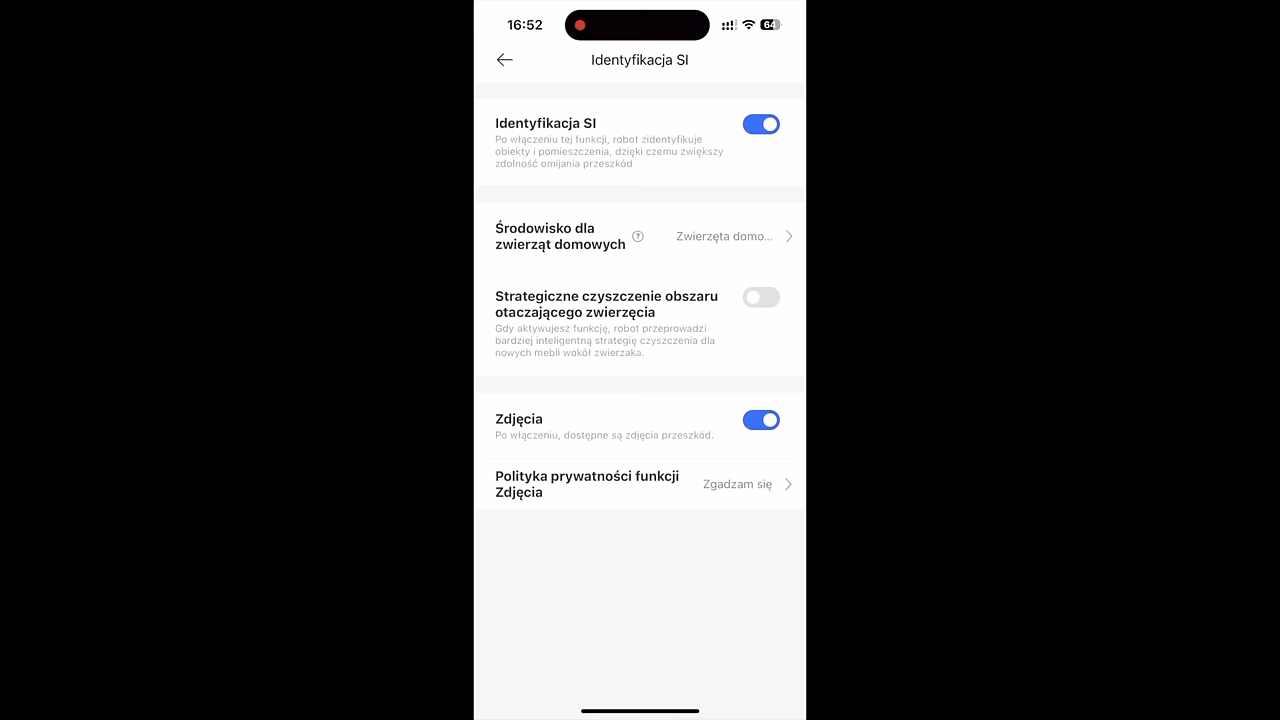 16:52
64
Identyfikacja SI
Identyfikacja SI
Po włączeniu tej funkcji, robot zidentyfikuje
obiekty i pomieszczenia, dzięki czemu zwiększy
zdolność omijania przeszkód
Środowisko dla
zwierząt domowych
?
Zwierzęta domo...
Strategiczne czyszczenie obszaru
otaczającego zwierzęcia
Gdy aktywujesz funkcję, robot przeprowadzi
bardziej inteligentną strategię czyszczenia dla
nowych mebli wokół zwierzaka.
Zdjęcia
Po włączeniu, dostępne są zdjęcia przeszkód.
Polityka prywatności funkcji
Zdjęcia
Zgadzam się